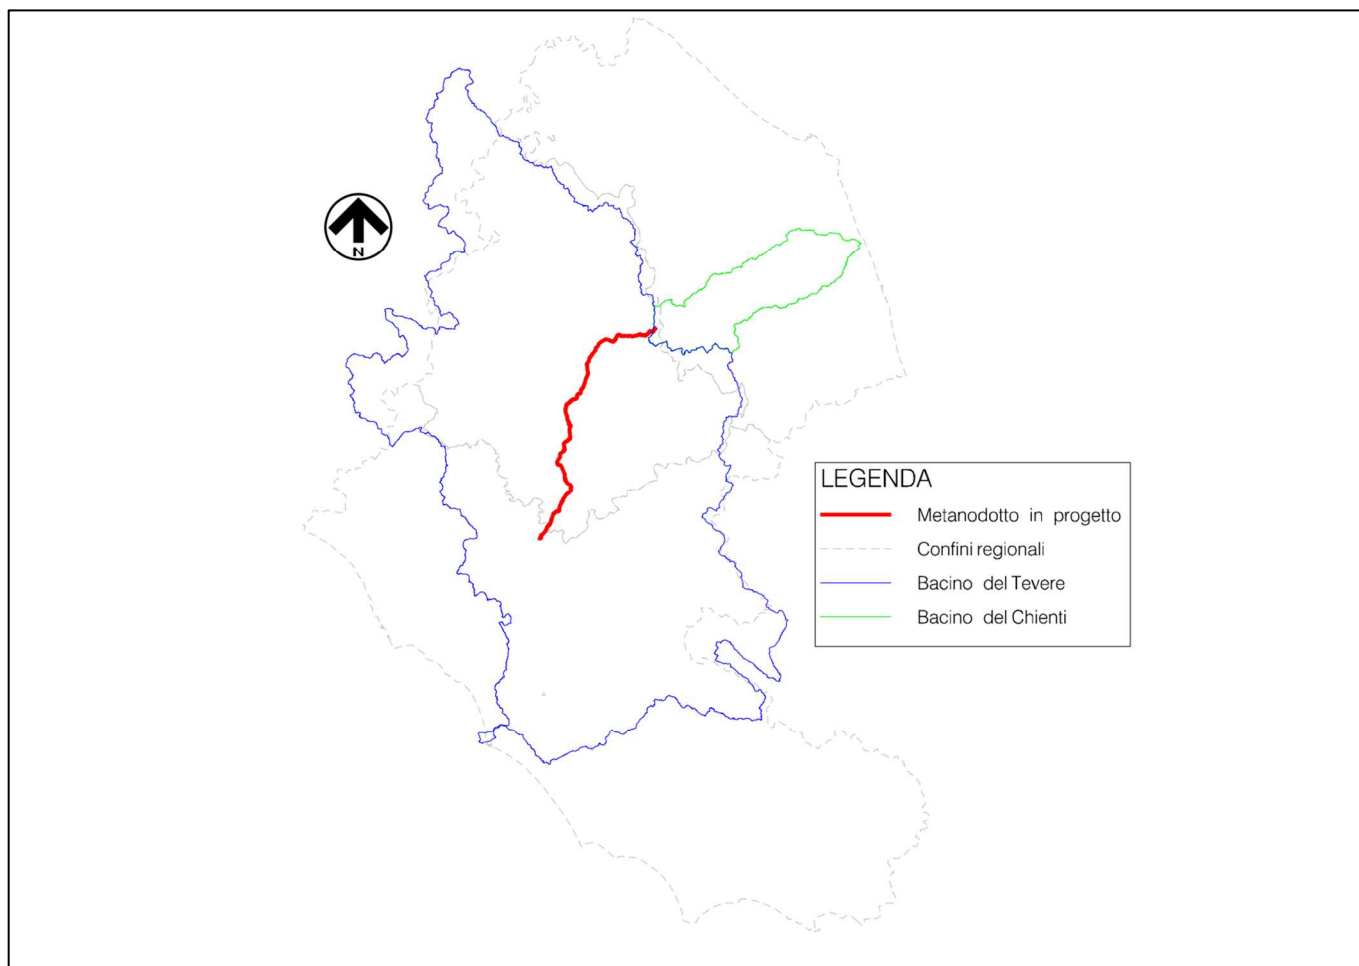 N
LEGENDA
Metanodotto in progetto
Confini regionali
Bacino del Tevere
Bacino del Chienti